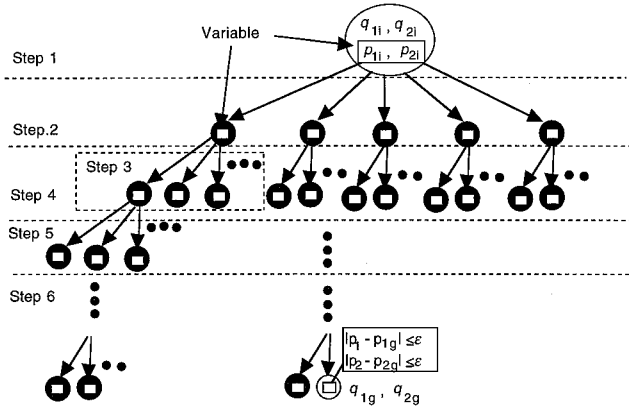 Variable
q1i , q2i
p1i , p2i
Step 1
Step.2
Step 3
Step 4
Step 5
Step 6
|p1 - p1g| ≤ε
|p2 - p2g| ≤ε
q1g , q2g